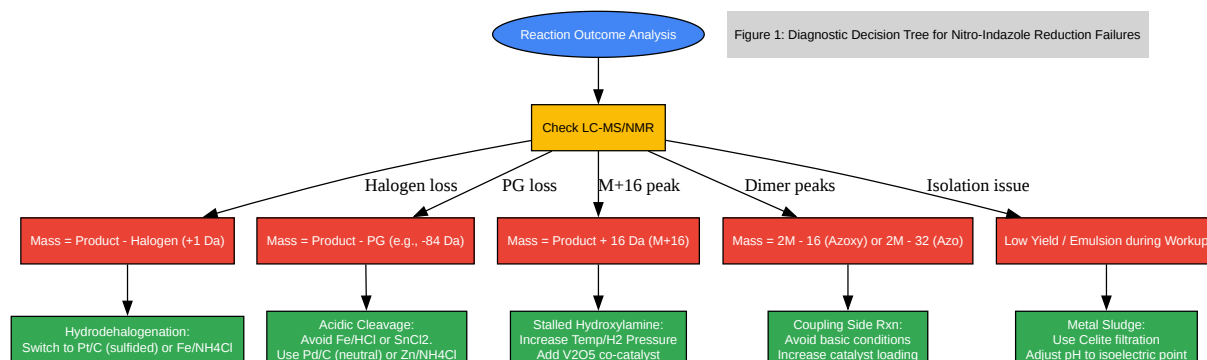 Reaction Outcome Analysis
Figure 1: Diagnostic Decision Tree for Nitro-Indazole Reduction Failures
Check LC-MS/NMR
Halogen loss
PG loss
M+16 peak
Dimer peaks
Isolation issue
Mass = Product - Halogen (+1 Da)
Mass = Product - PG (e.g., -84 Da)
Mass = Product + 16 Da (M+16)
Mass = 2M - 16 (Azoxy) or 2M - 32 (Azo)
Low Yield / Emulsion during Workup
Hydrodehalogenation:
Switch to Pt/C (sulfided) or Fe/NH4Cl
Acidic Cleavage:
Avoid Fe/HCl or SnCl2.
Use Pd/C (neutral) or Zn/NH4Cl
Stalled Hydroxylamine:
Increase Temp/H2 Pressure
Add V2O5 co-catalyst
Coupling Side Rxn:
Avoid basic conditions
Increase catalyst loading
Metal Sludge:
Use Celite filtration
Adjust pH to isoelectric point